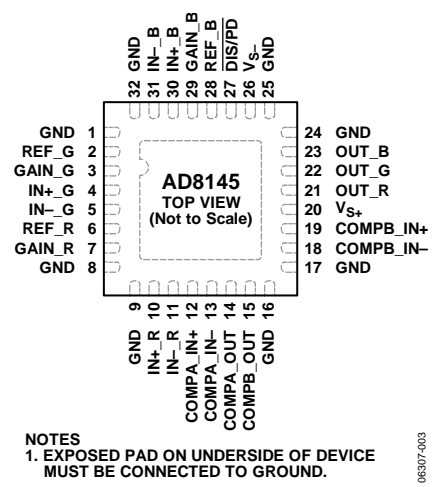 32 GND
31 IN–_B
30 IN+_B
29 GAIN_B
28 REF_B
27 DIS/PD
26 VS–
25 GND
GND 1
REF_G 2
GAIN_G 3
IN+_G 4
IN–_G 5
REF_R 6
GAIN_R 7
GND 8
AD8145
TOP VIEW
(Not to Scale)
24 GND
23 OUT_B
22 OUT_G
21 OUT_R
20 VS+
19 COMPB_IN+
18 COMPB_IN–
17 GND
GND 9
IN+_R 10
IN–_R 11
COMPA_IN+ 12
COMPA_IN– 13
COMPA_OUT 14
COMPB_OUT 15
GND 16
NOTES
1. EXPOSED PAD ON UNDERSIDE OF DEVICE
MUST BE CONNECTED TO GROUND.
06307-003